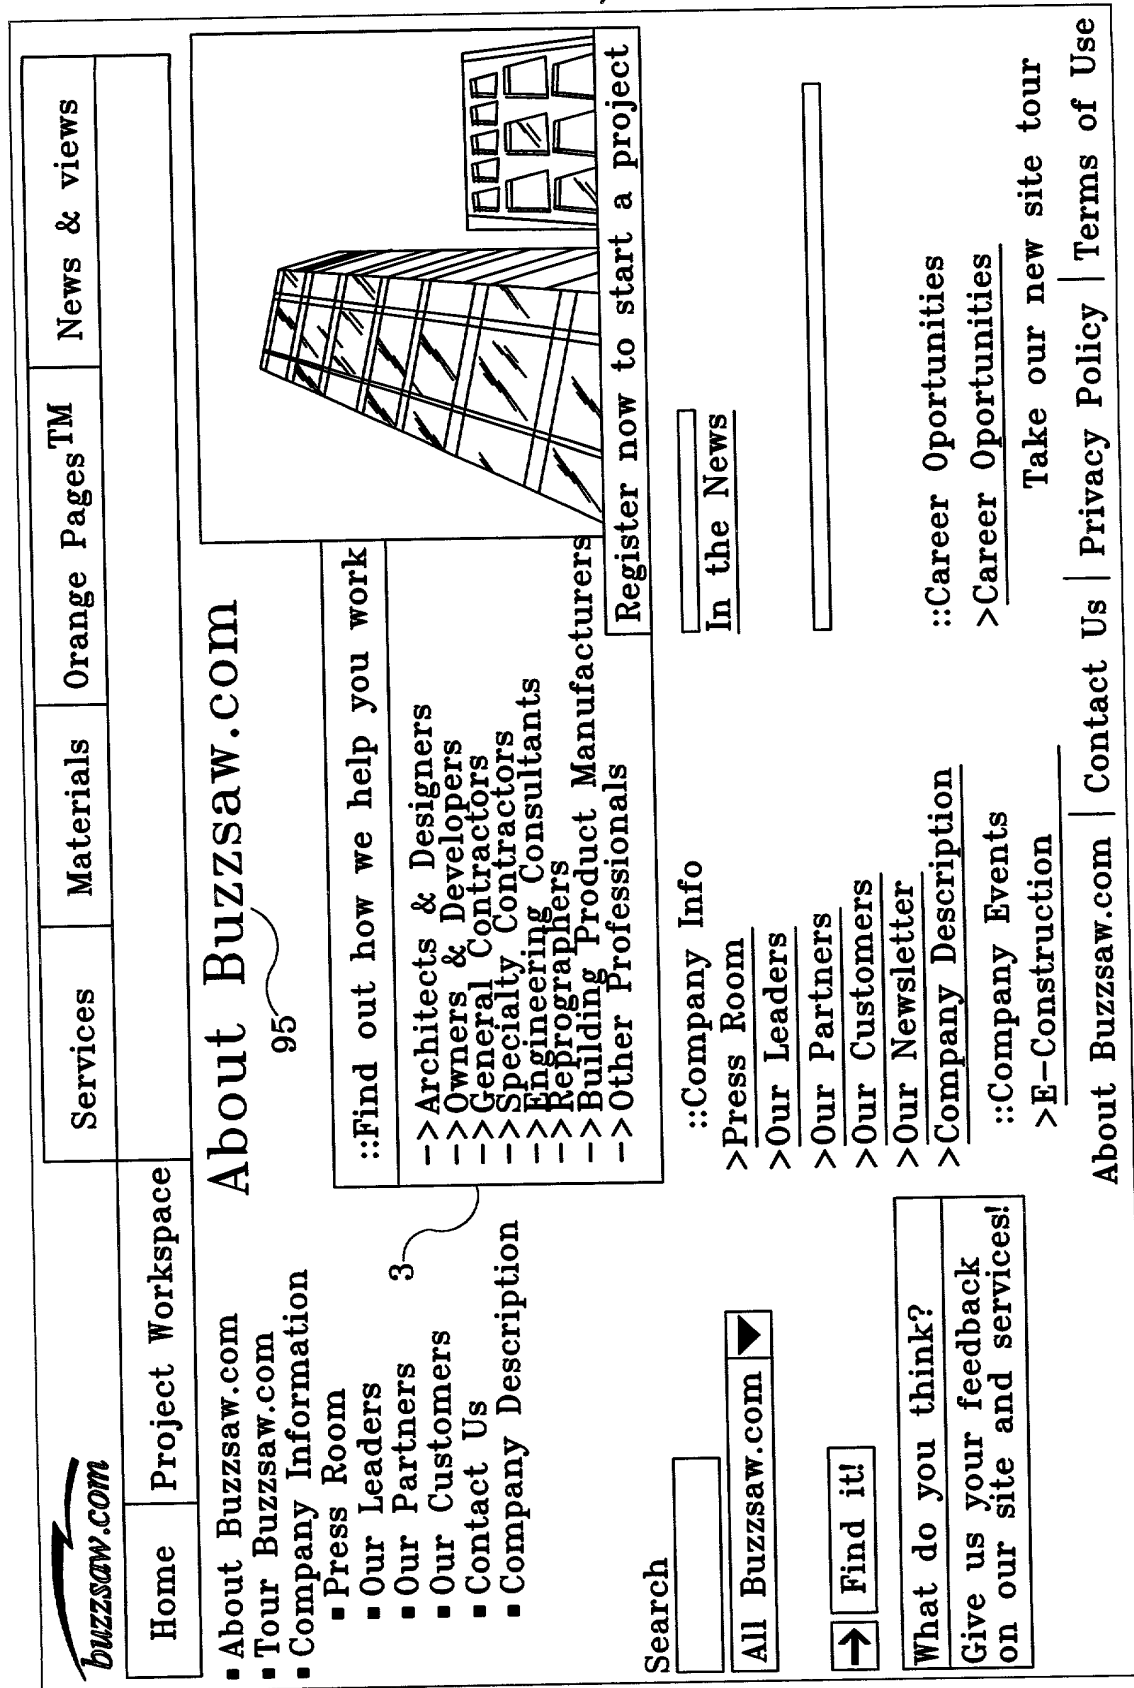 buzzsaw.com
Services
Materials
Orange Pages™
News & views
Home
Project Workspace
▪ About Buzzsaw.com
▪ Tour Buzzsaw.com
▪ Company Information
▪ Press Room
▪ Our Leaders
▪ Our Partners
▪ Our Customers
▪ Contact Us
▪ Company Description
Search
All Buzzsaw.com
Find it!
What do you think?
Give us your feedback
on our site and services!
About Buzzsaw.com
95
3
::Find out how we help you work
->Architects & Designers
->Owners & Developers
->General Contractors
->Specialty Contractors
->Engineering Consultants
->Reprographers
->Building Product Manufacturers
->Other Professionals
Register now to start a project
::Company Info
>Press Room
>Our Leaders
>Our Partners
>Our Customers
>Our Newsletter
>Company Description
::Company Events
>E-Construction
In the News
::Career Oportunities
>Career Oportunities
Take our new site tour
About Buzzsaw.com | Contact Us | Privacy Policy | Terms of Use